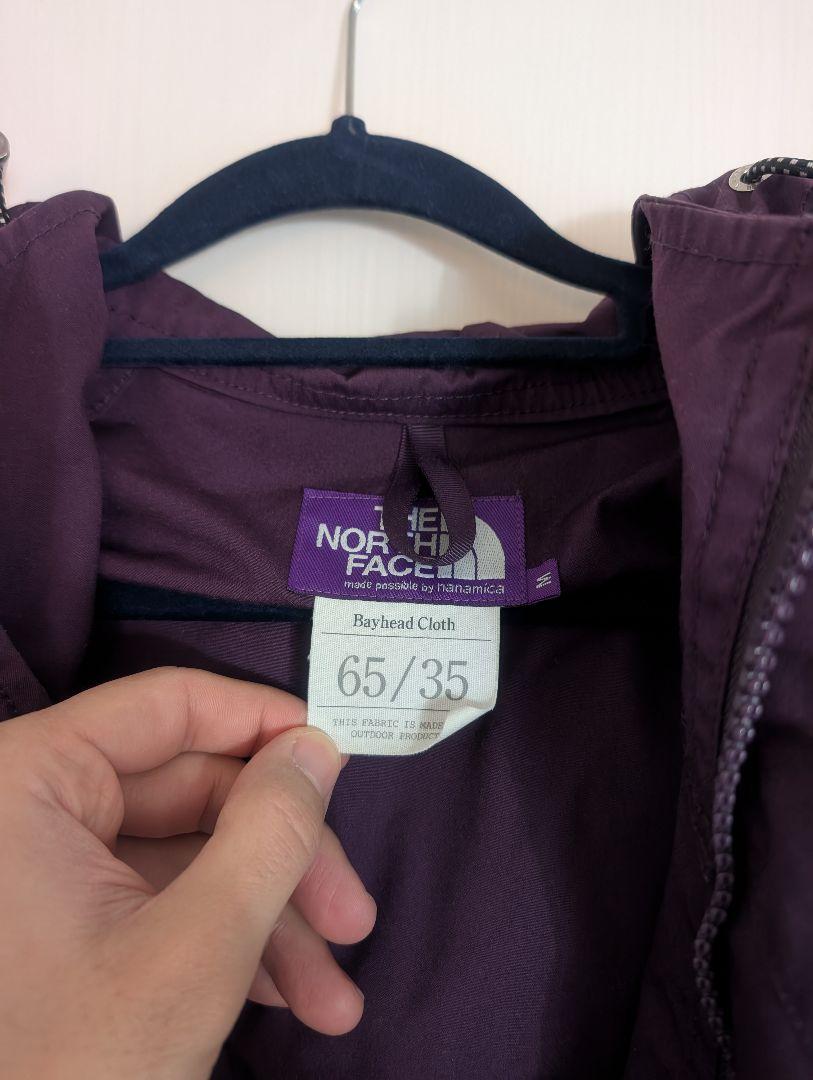 THE
NORTH
FACE
made possible by nanamica
M
Bayhead Cloth
65/35
THIS FABRIC IS MADE
OUTDOOR PRODUCT